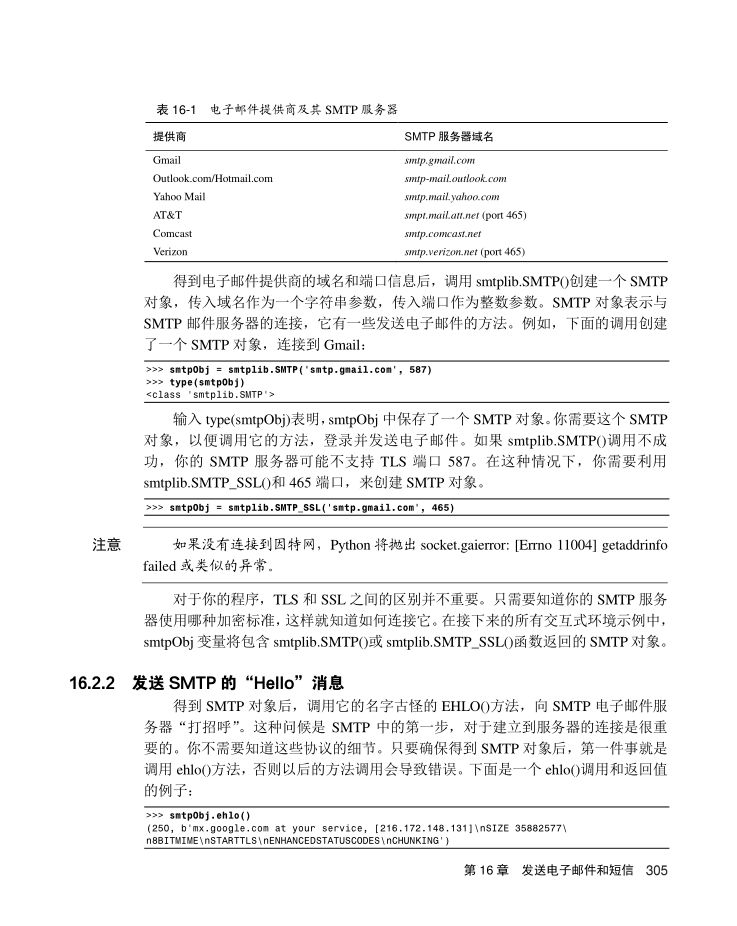 表 16-1 电子邮件提供商及其 SMTP 服务器
提供商 SMTP 服务器域名
Gmail smtp.gmail.com
Outlook.com/Hotmail.com smtp-mail.outlook.com
Yahoo Mail smtp.mail.yahoo.com
AT&T smpt.mail.att.net (port 465)
Comcast smtp.comcast.net
Verizon smtp.verizon.net (port 465)
得到电子邮件提供商的域名和端口信息后，调用 smtplib.SMTP()创建一个 SMTP
对象，传入域名作为一个字符串参数，传入端口作为整数参数。SMTP 对象表示与
SMTP 邮件服务器的连接，它有一些发送电子邮件的方法。例如，下面的调用创建
了一个 SMTP 对象，连接到 Gmail：
>>> smtpObj = smtplib.SMTP('smtp.gmail.com', 587)
>>> type(smtpObj)
<class 'smtplib.SMTP'>
输入 type(smtpObj)表明，smtpObj 中保存了一个 SMTP 对象。你需要这个 SMTP
对象，以便调用它的方法，登录并发送电子邮件。如果 smtplib.SMTP()调用不成
功，你的 SMTP 服务器可能不支持 TLS 端口 587。在这种情况下，你需要利用
smtplib.SMTP_SSL()和 465 端口，来创建 SMTP 对象。
>>> smtpObj = smtplib.SMTP_SSL('smtp.gmail.com', 465)
注意 如果没有连接到因特网，Python 将抛出 socket.gaierror: [Errno 11004] getaddrinfo
failed 或类似的异常。
对于你的程序，TLS 和 SSL 之间的区别并不重要。只需要知道你的 SMTP 服务
器使用哪种加密标准，这样就知道如何连接它。在接下来的所有交互式环境示例中，
smtpObj 变量将包含 smtplib.SMTP()或 smtplib.SMTP_SSL()函数返回的 SMTP 对象。
16.2.2 发送 SMTP 的“Hello”消息
得到 SMTP 对象后，调用它的名字古怪的 EHLO()方法，向 SMTP 电子邮件服
务器“打招呼”。这种问候是 SMTP 中的第一步，对于建立到服务器的连接是很重
要的。你不需要知道这些协议的细节。只要确保得到 SMTP 对象后，第一件事就是
调用 ehlo()方法，否则以后的方法调用会导致错误。下面是一个 ehlo()调用和返回值
的例子：
>>> smtpObj.ehlo()
(250, b'mx.google.com at your service, [216.172.148.131]\nSIZE 35882577\
n8BITMIME\nSTARTTLS\nENHANCEDSTATUSCODES\nCHUNKING')
第 16 章 发送电子邮件和短信 305